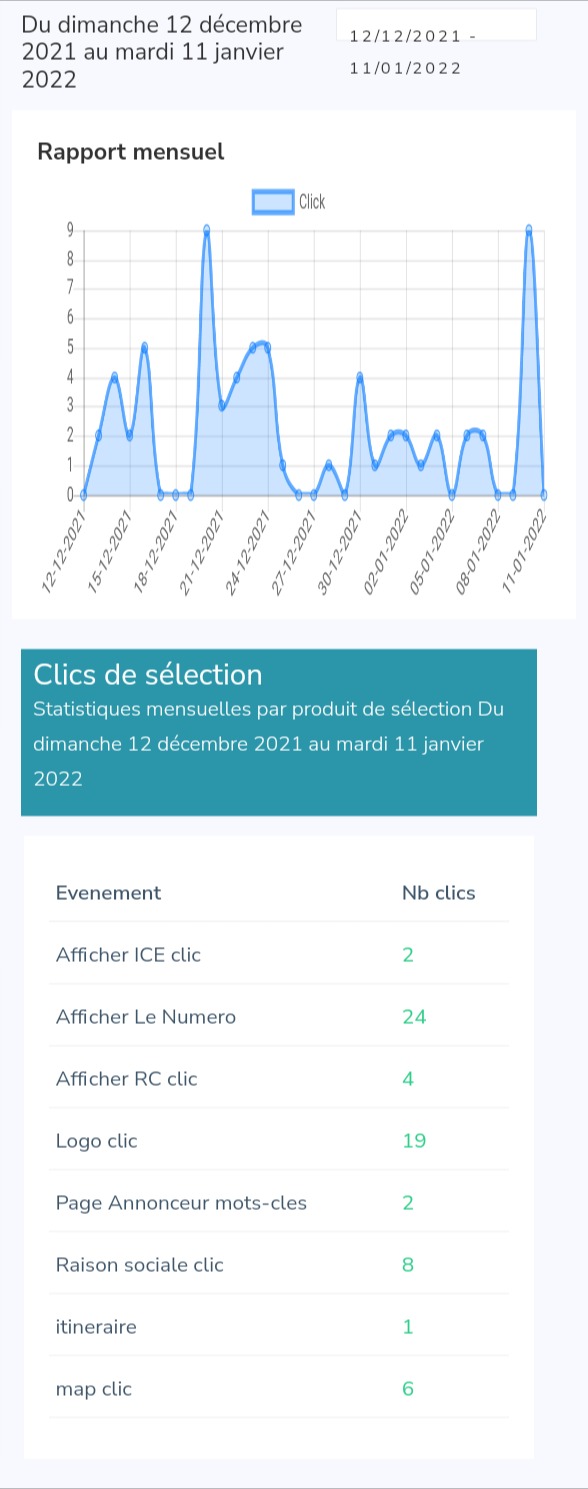 Du dimanche 12 décembre
2021 au mardi 11 janvier
2022
12/12/2021 -
11/01/2022
Rapport mensuel
Click
9
8
7
6
5
4
3
2
1
0
12-12-2021
15-12-2021
18-12-2021
21-12-2021
24-12-2021
27-12-2021
30-12-2021
02-01-2022
05-01-2022
08-01-2022
11-01-2022
Clics de sélection
Statistiques mensuelles par produit de sélection Du
dimanche 12 décembre 2021 au mardi 11 janvier
2022
Evenement Nb clics
Afficher ICE clic 2
Afficher Le Numero 24
Afficher RC clic 4
Logo clic 19
Page Annonceur mots-cles 2
Raison sociale clic 8
itineraire 1
map clic 6